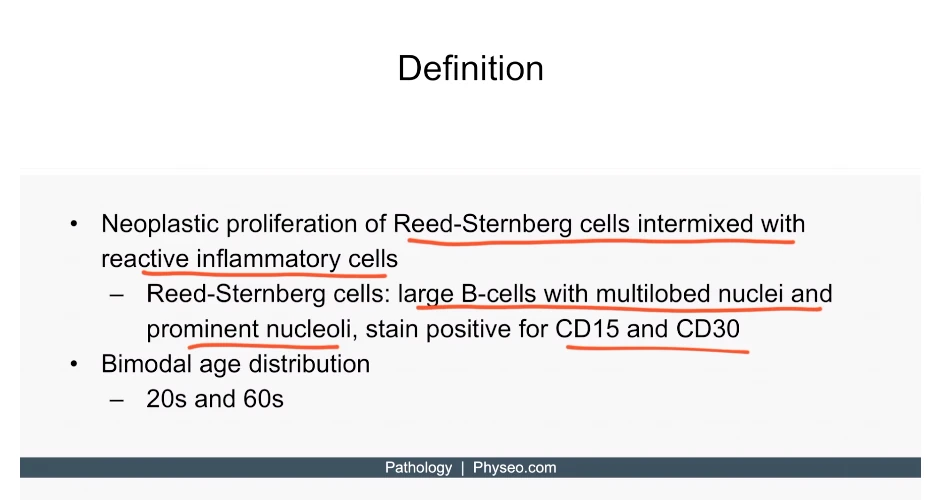 Definition
• Neoplastic proliferation of Reed-Sternberg cells intermixed with
reactive inflammatory cells
– Reed-Sternberg cells: large B-cells with multilobed nuclei and
prominent nucleoli, stain positive for CD15 and CD30
• Bimodal age distribution
– 20s and 60s
Pathology | Physeo.com